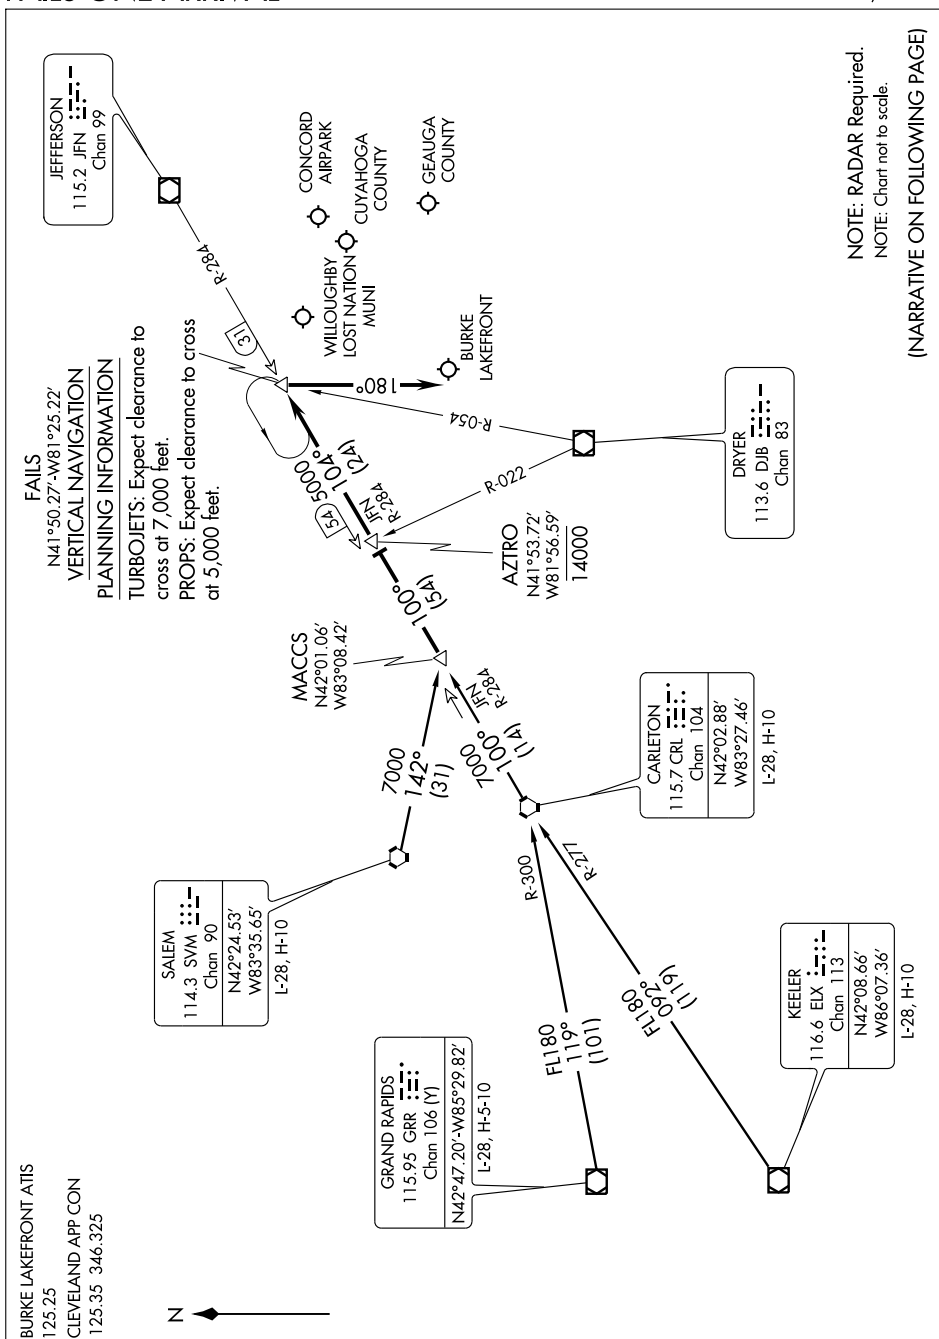 BURKE LAKEFRONT ATIS
125.25
CLEVELAND APP CON
125.35 346.325
N
JEFFERSON
115.2 JFN
Chan 99
R-284
31
FAILS
N41°50.27′-W81°25.22′
VERTICAL NAVIGATION
PLANNING INFORMATION
TURBOJETS: Expect clearance to
cross at 7,000 feet.
PROPS: Expect clearance to cross
at 5,000 feet.
CONCORD
AIRPARK
CUYAHOGA
COUNTY
GEAUGA
COUNTY
WILLOUGHBY
LOST NATION
MUNI
BURKE
LAKEFRONT
180°
R-054
R-022
5000
104°
(24)
54
JFN
R-284
AZTRO
N41°53.72′
W81°56.59′
14000
DRYER
113.6 DJB
Chan 83
MACCS
N42°01.06′
W83°08.42′
100°
(54)
7000
142°
(31)
7000
100°
(14)
JFN
R-284
SALEM
114.3 SVM
Chan 90
N42°24.53′
W83°35.65′
L-28, H-10
CARLETON
115.7 CRL
Chan 104
N42°02.88′
W83°27.46′
L-28, H-10
R-300
R-277
GRAND RAPIDS
115.95 GRR
Chan 106 (Y)
N42°47.20′-W85°29.82′
L-28, H-5-10
FL180
119°
(101)
FL180
092°
(119)
KEELER
116.6 ELX
Chan 113
N42°08.66′
W86°07.36′
L-28, H-10
NOTE: RADAR Required.
NOTE: Chart not to scale.
(NARRATIVE ON FOLLOWING PAGE)